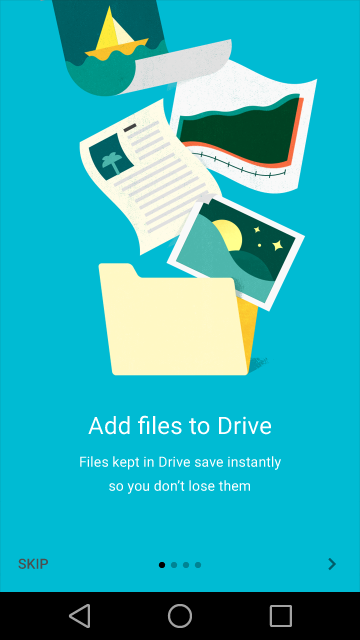 Add files to Drive
Files kept in Drive save instantly
so you don't lose them
SKIP